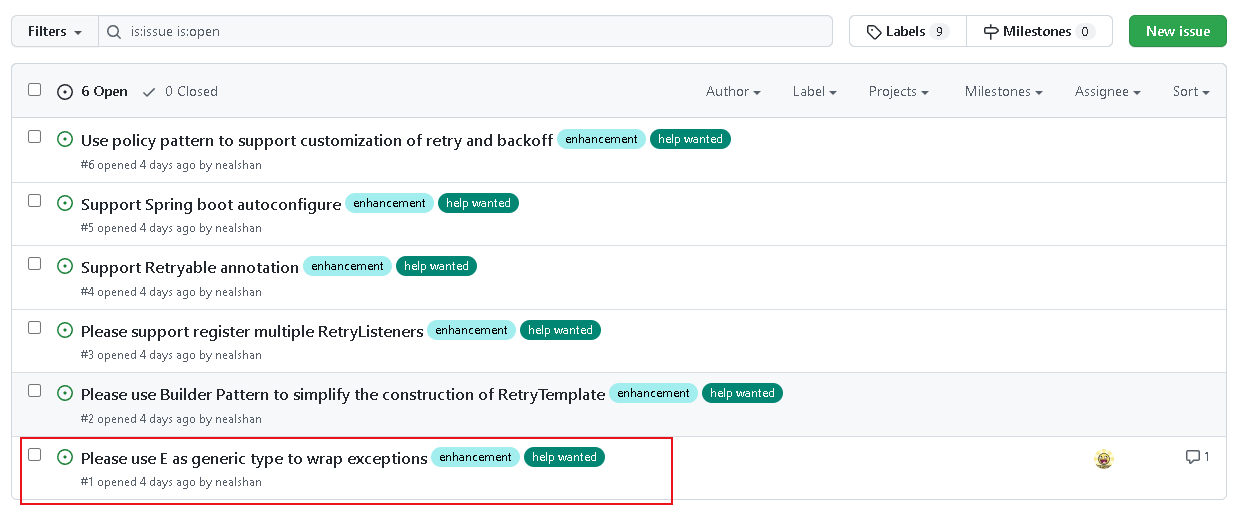 Filters is:issue is:open Labels 9 Milestones 0 New issue
6 Open 0 Closed Author Label Projects Milestones Assignee Sort
Use policy pattern to support customization of retry and backoff enhancement help wanted
#6 opened 4 days ago by nealshan
Support Spring boot autoconfigure enhancement help wanted
#5 opened 4 days ago by nealshan
Support Retryable annotation enhancement help wanted
#4 opened 4 days ago by nealshan
Please support register multiple RetryListeners enhancement help wanted
#3 opened 4 days ago by nealshan
Please use Builder Pattern to simplify the construction of RetryTemplate enhancement help wanted
#2 opened 4 days ago by nealshan
Please use E as generic type to wrap exceptions enhancement help wanted 1
#1 opened 4 days ago by nealshan